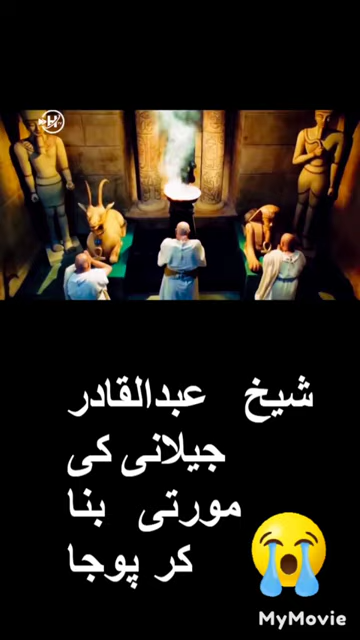 شیخ عبدالقادر
جیلانی کی
مورتی بنا
کر پوجا
MyMovie